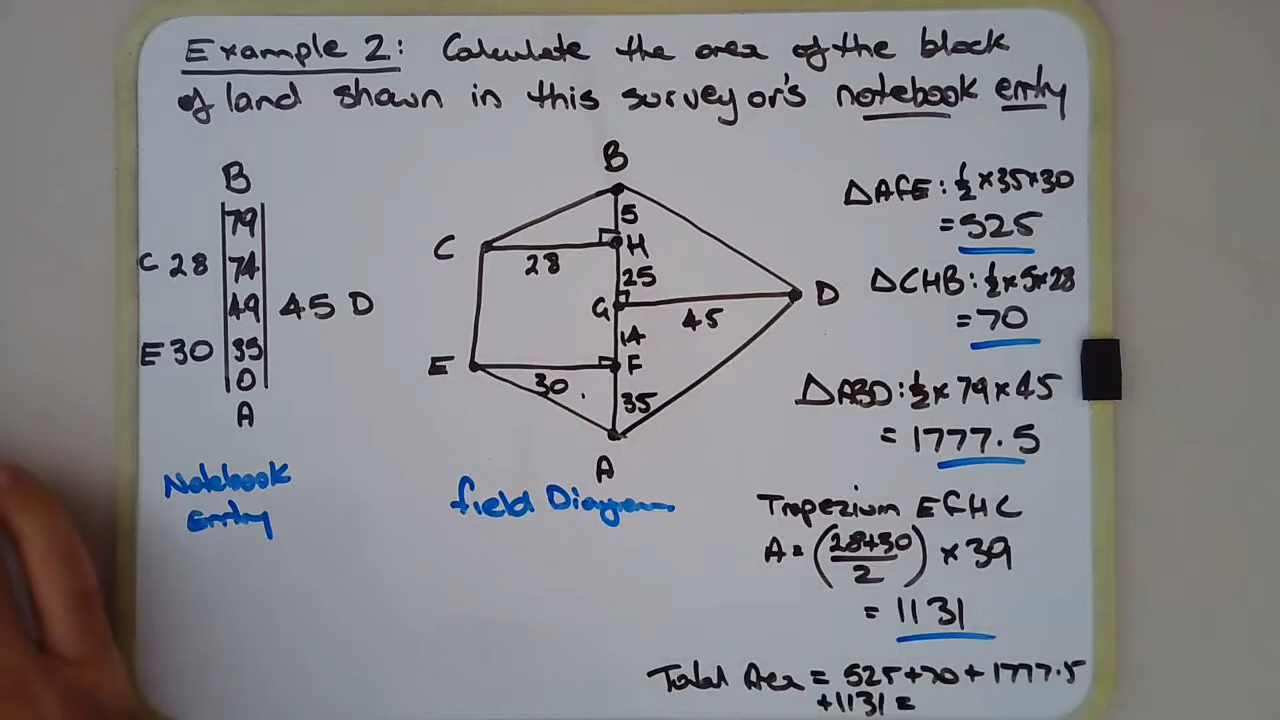 Example 2: Calculate the area of the block
of land shown in this surveyor's notebook entry
B
79
C 28 74
49 45 D
E 30 35
0
A
Notebook
Entry
B
5
C H
28
25
G D
45
14
E F
30
35
A
field Diagram
△AFE: ½×35×30
= 525
△CHB: ½×5×28
= 70
△ABD: ½×79×45
= 1777.5
Trapezium EFHC
A = (28+30/2) × 39
= 1131
Total Area = 525+70+1777.5
+1131 =